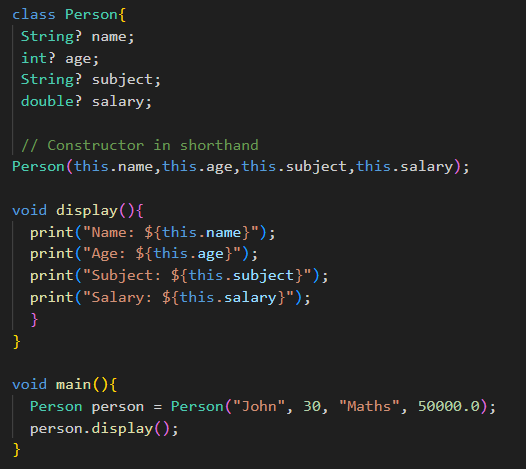 class Person{
 String? name;
 int? age;
 String? subject;
 double? salary;

 // Constructor in shorthand
Person(this.name,this.age,this.subject,this.salary);

void display(){
  print("Name: ${this.name}");
  print("Age: ${this.age}");
  print("Subject: ${this.subject}");
  print("Salary: ${this.salary}");
  }
}

void main(){
  Person person = Person("John", 30, "Maths", 50000.0);
  person.display();
}